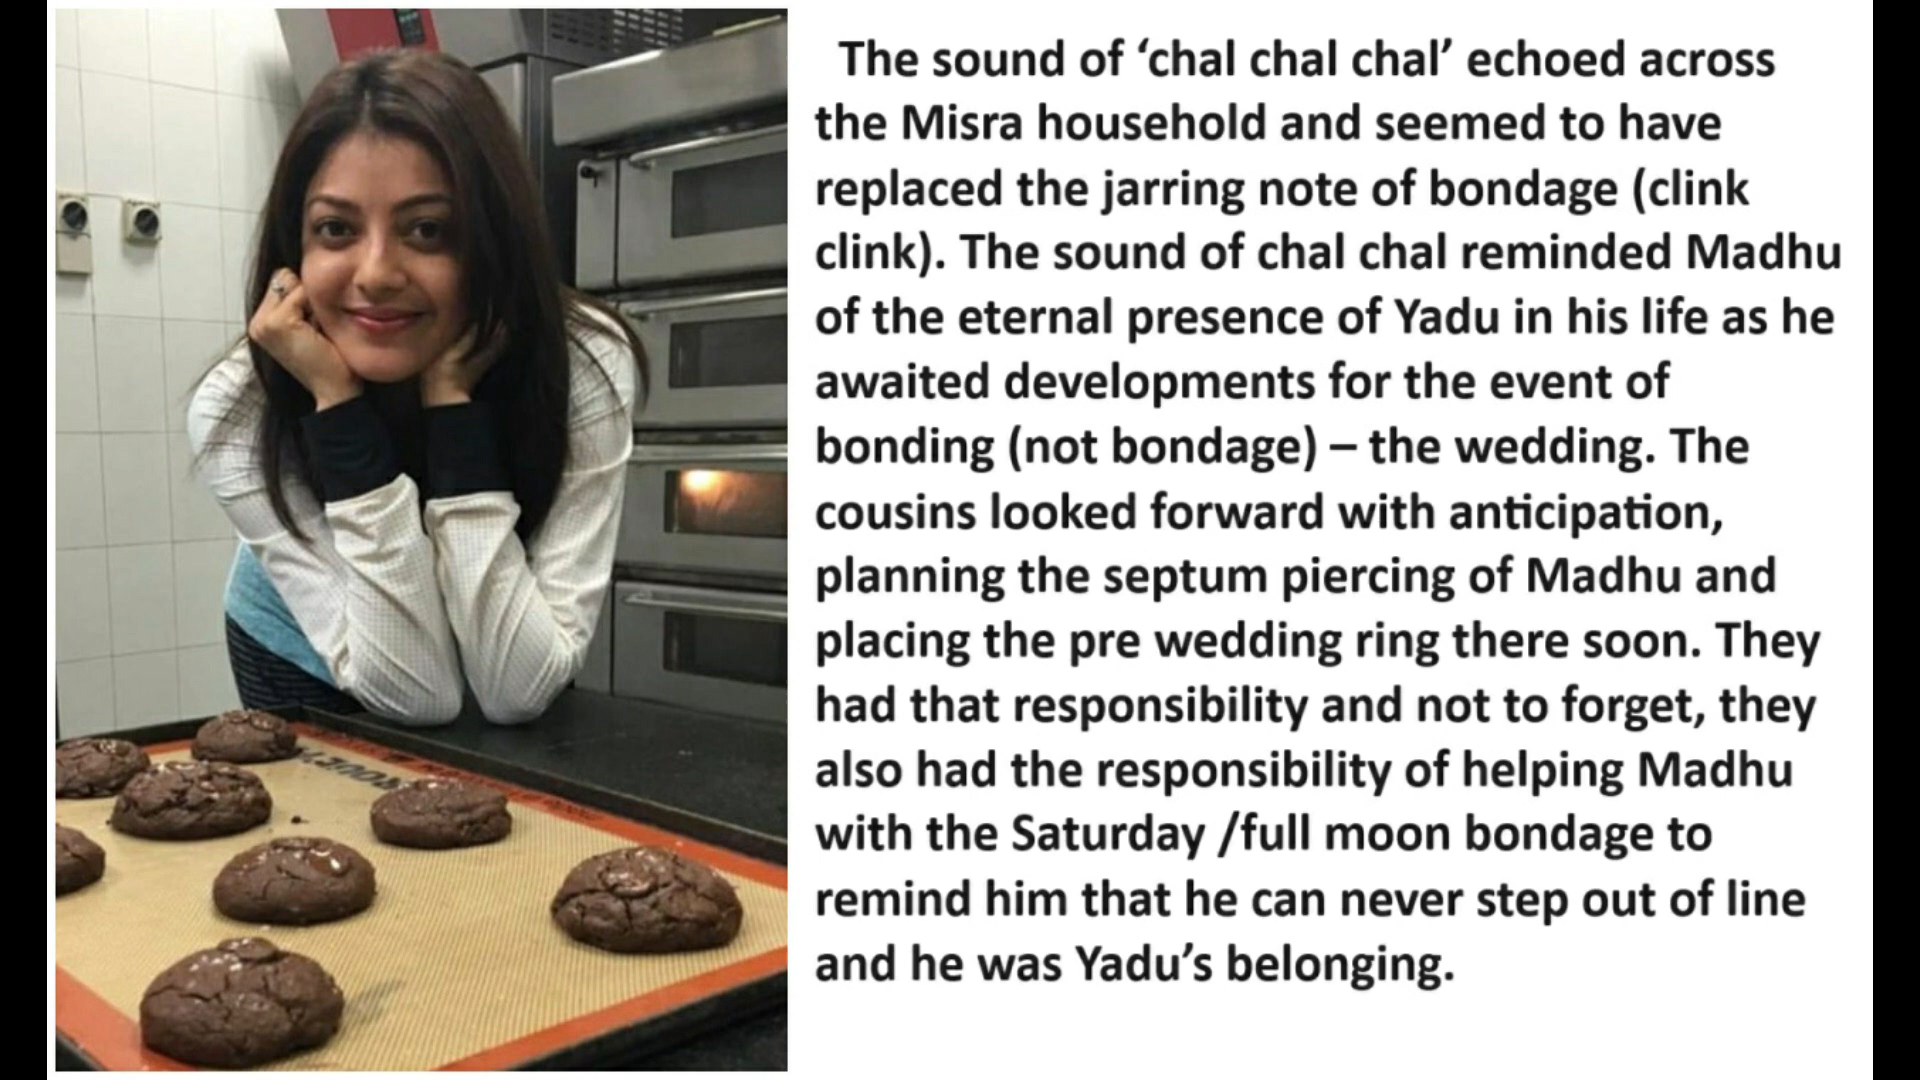 The sound of ‘chal chal chal’ echoed across
the Misra household and seemed to have
replaced the jarring note of bondage (clink
clink). The sound of chal chal reminded Madhu
of the eternal presence of Yadu in his life as he
awaited developments for the event of
bonding (not bondage) – the wedding. The
cousins looked forward with anticipation,
planning the septum piercing of Madhu and
placing the pre wedding ring there soon. They
had that responsibility and not to forget, they
also had the responsibility of helping Madhu
with the Saturday /full moon bondage to
remind him that he can never step out of line
and he was Yadu’s belonging.